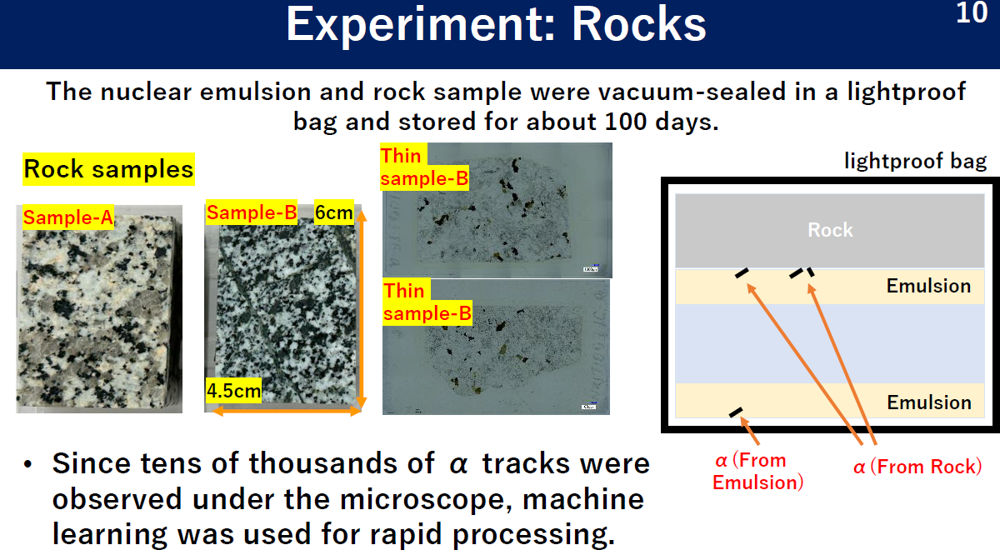 Experiment: Rocks
10
The nuclear emulsion and rock sample were vacuum-sealed in a lightproof
bag and stored for about 100 days.
Rock samples
Sample-A
Sample-B
6cm
4.5cm
Thin
sample-B
Thin
sample-B
lightproof bag
Rock
Emulsion
Emulsion
α (From
Emulsion)
α (From Rock)
• Since tens of thousands of α tracks were
observed under the microscope, machine
learning was used for rapid processing.